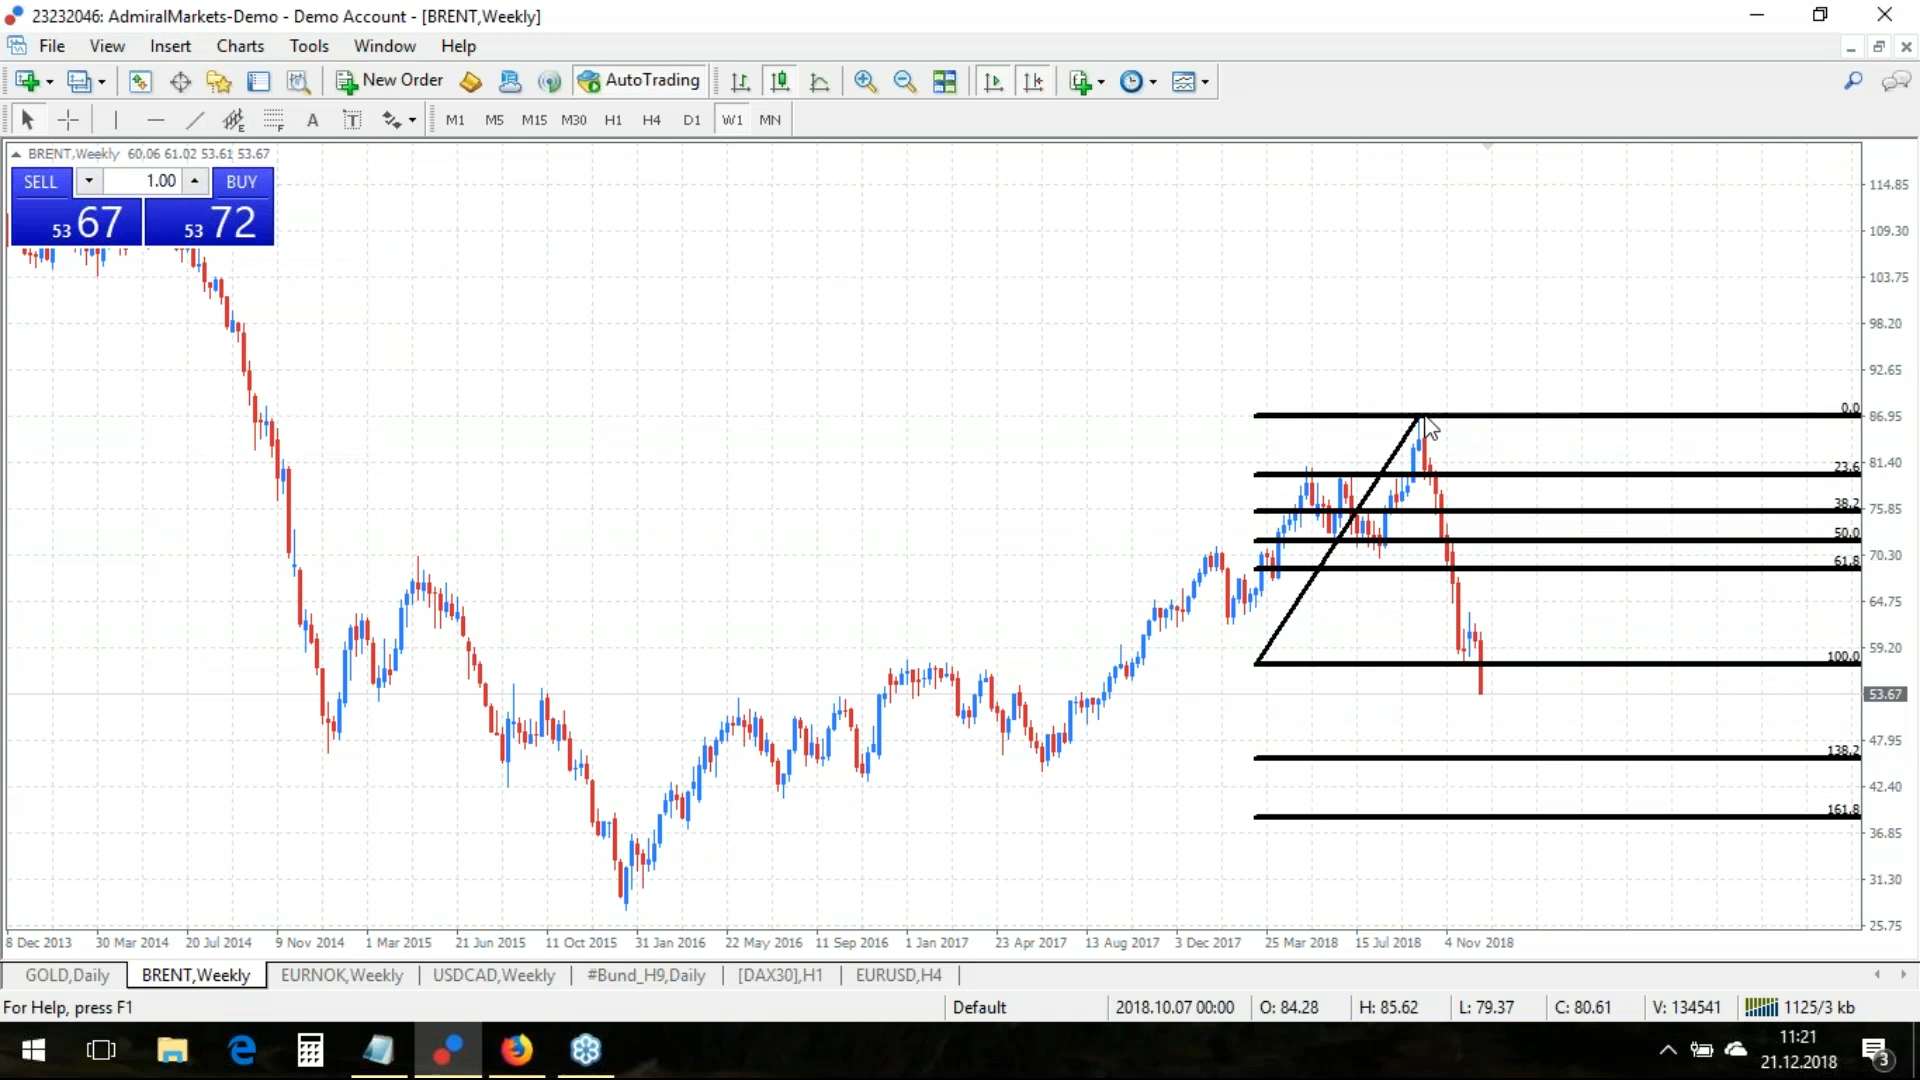 23232046: AdmiralMarkets-Demo - Demo Account - [BRENT,Weekly]
File View Insert Charts Tools Window Help
New Order AutoTrading
E F A T M1 M5 M15 M30 H1 H4 D1 W1 MN
BRENT,Weekly 60.06 61.02 53.61 53.67
SELL 1.00 BUY
53 67 53 72
114.85
109.30
103.75
98.20
92.65
0.0
86.95
81.40
23.6
38.2
75.85
50.0
70.30
61.8
64.75
59.20
100.0
53.67
47.95
138.2
42.40
161.8
36.85
31.30
25.75
8 Dec 2013 30 Mar 2014 20 Jul 2014 9 Nov 2014 1 Mar 2015 21 Jun 2015 11 Oct 2015 31 Jan 2016 22 May 2016 11 Sep 2016 1 Jan 2017 23 Apr 2017 13 Aug 2017 3 Dec 2017 25 Mar 2018 15 Jul 2018 4 Nov 2018
GOLD,Daily BRENT,Weekly EURNOK,Weekly USDCAD,Weekly #Bund_H9,Daily [DAX30],H1 EURUSD,H4
For Help, press F1 Default 2018.10.07 00:00 O: 84.28 H: 85.62 L: 79.37 C: 80.61 V: 134541 1125/3 kb
11:21
21.12.2018
3